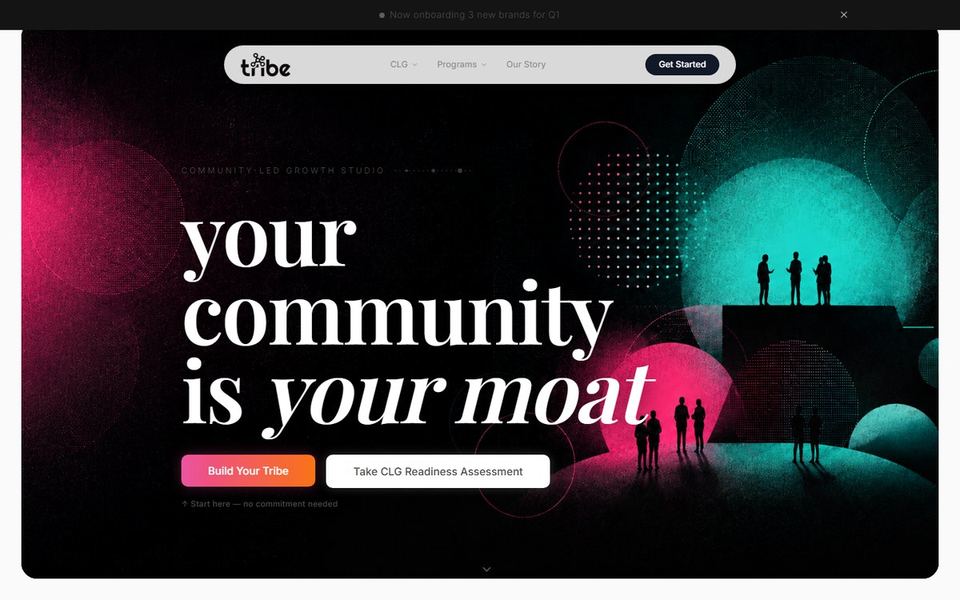 Now onboarding 3 new brands for Q1
tribe
CLG
Programs
Our Story
Get Started
COMMUNITY-LED GROWTH STUDIO
your
community
is your moat
Build Your Tribe
Take CLG Readiness Assessment
↑ Start here — no commitment needed